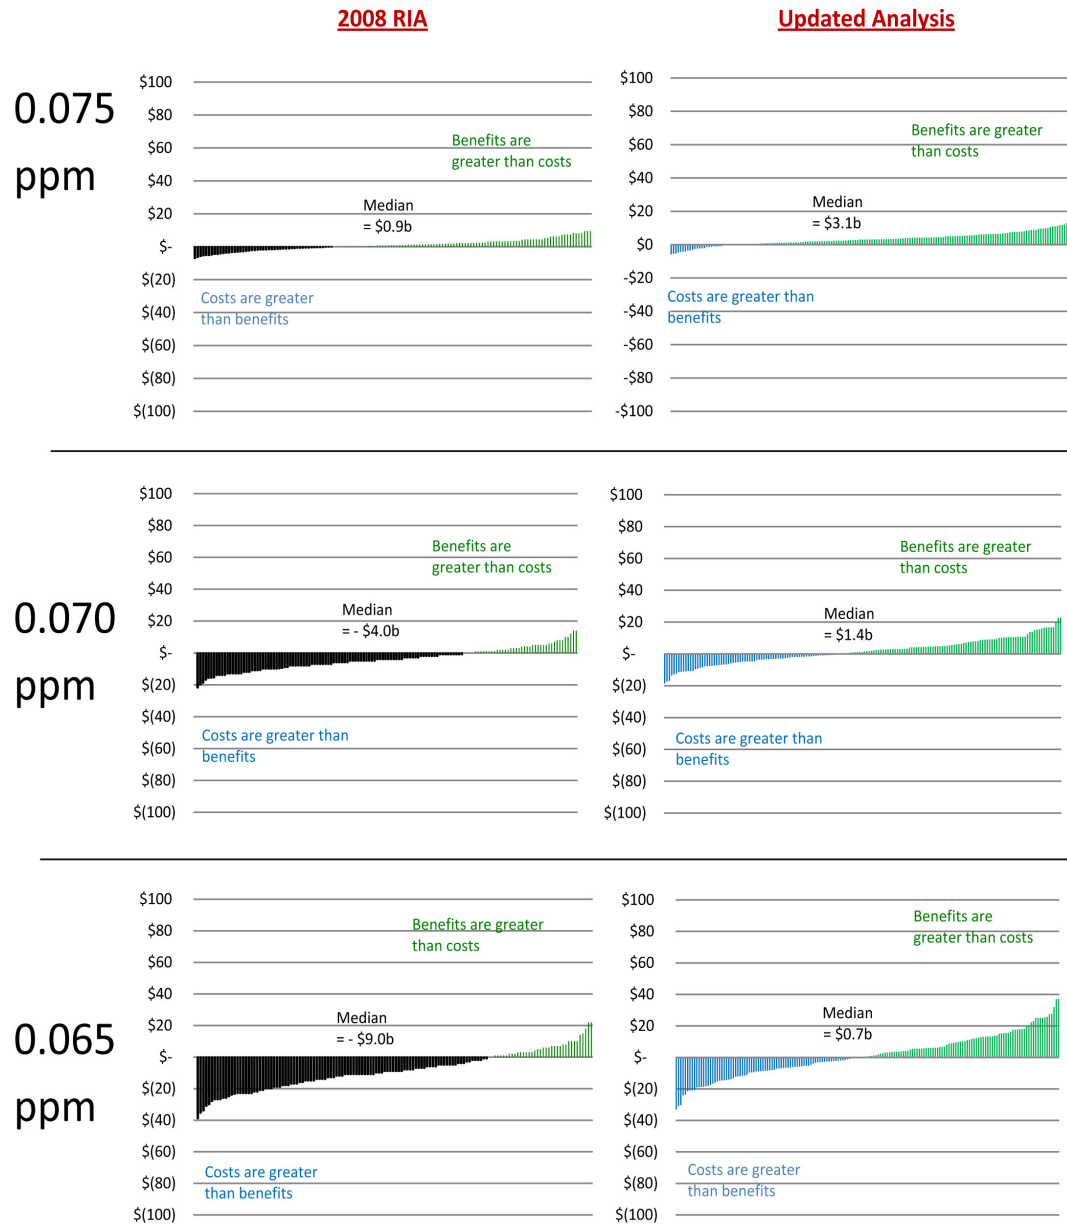 2008 RIA
Updated Analysis
0.075
ppm
$100
$80
$60
$40
$20
$-
$(20)
$(40)
$(60)
$(80)
$(100)
Benefits are
greater than costs
Median
= $0.9b
Costs are greater
than benefits
$100
$80
$60
$40
$20
$0
-$20
-$40
-$60
-$80
-$100
Benefits are greater
than costs
Median
= $3.1b
Costs are greater than
benefits
0.070
ppm
$100
$80
$60
$40
$20
$-
$(20)
$(40)
$(60)
$(80)
$(100)
Benefits are
greater than costs
Median
= - $4.0b
Costs are greater than
benefits
$100
$80
$60
$40
$20
$-
$(20)
$(40)
$(60)
$(80)
$(100)
Benefits are greater
than costs
Median
= $1.4b
Costs are greater than
benefits
0.065
ppm
$100
$80
$60
$40
$20
$-
$(20)
$(40)
$(60)
$(80)
$(100)
Benefits are greater
than costs
Median
= - $9.0b
Costs are greater
than benefits
$100
$80
$60
$40
$20
$-
$(20)
$(40)
$(60)
$(80)
$(100)
Benefits are
greater than costs
Median
= $0.7b
Costs are greater
than benefits